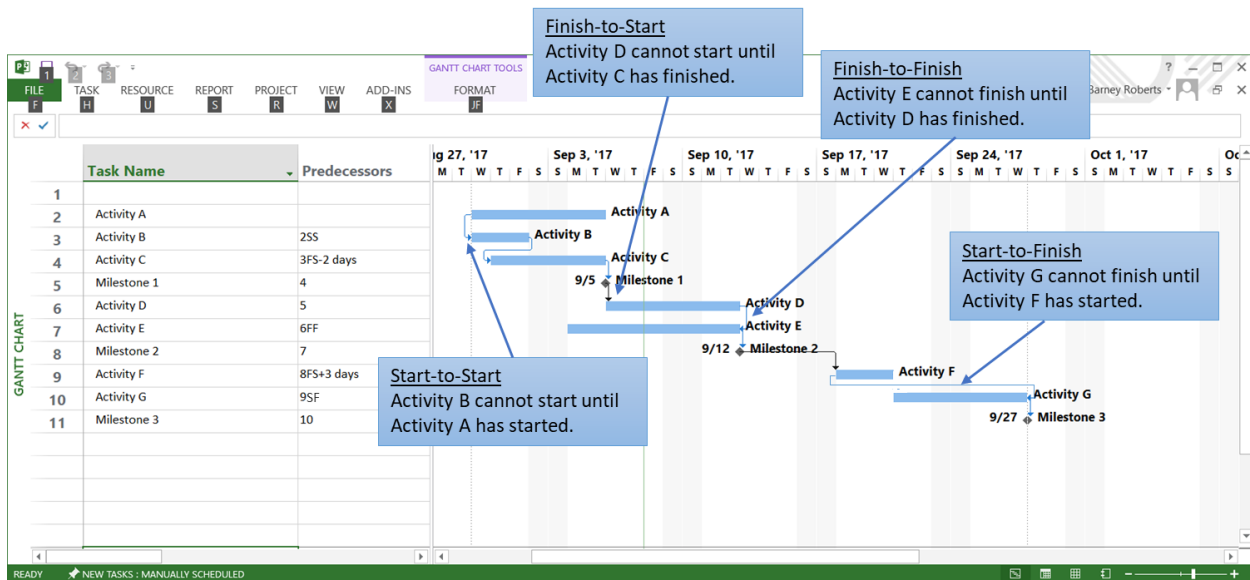 Finish-to-Start
Activity D cannot start until
Activity C has finished.
Finish-to-Finish
Activity E cannot finish until
Activity D has finished.
1 2 3
GANTT CHART TOOLS
?
FILE TASK RESOURCE REPORT PROJECT VIEW ADD-INS FORMAT
Barney Roberts
F H U S R W X JF
ug 27, '17 Sep 3, '17 Sep 10, '17 Sep 17, '17 Sep 24, '17 Oct 1, '17 Oc
Task Name Predecessors
M T W T F S S M T W T F S S M T W T F S S M T W T F S S M T W T F S S M T W T F S S
1
2 Activity A Activity A
3 Activity B 2SS Activity B
4 Activity C 3FS-2 days Activity C
5 Milestone 1 4 9/5 Milestone 1
6 Activity D 5 Activity D
7 Activity E 6FF Activity E
8 Milestone 2 7 9/12 Milestone 2
9 Activity F 8FS+3 days Activity F
10 Activity G 9SF Activity G
11 Milestone 3 10 9/27 Milestone 3
Start-to-Finish
Activity G cannot finish until
Activity F has started.
Start-to-Start
Activity B cannot start until
Activity A has started.
GANTT CHART
READY NEW TASKS : MANUALLY SCHEDULED